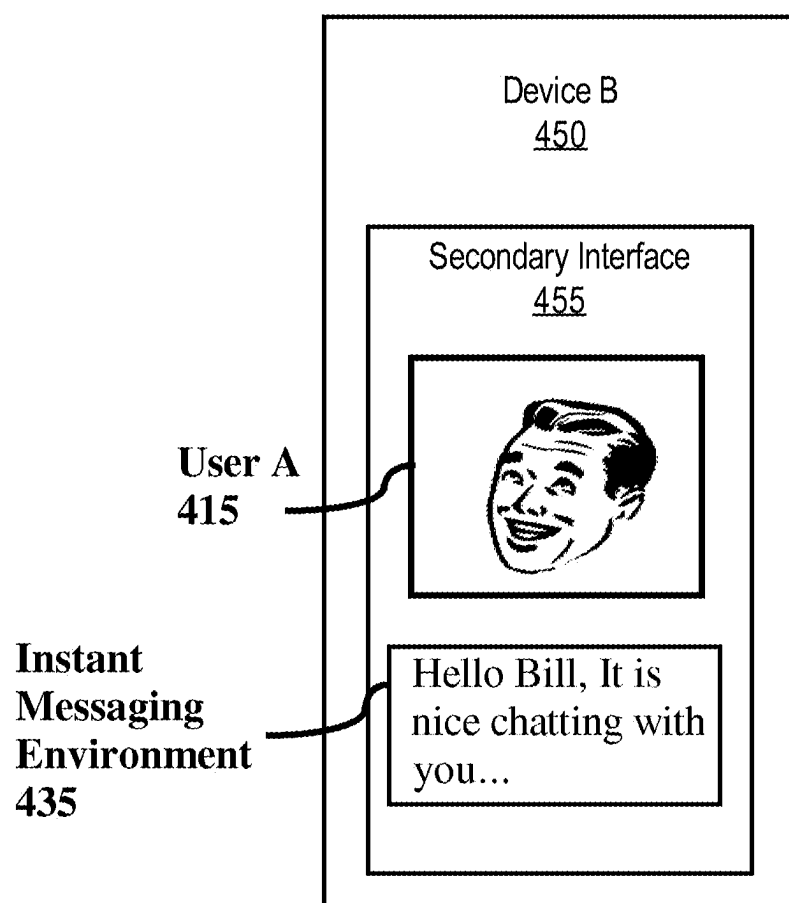 Device B
450
Secondary Interface
455
User A
415
Instant
Messaging
Environment
435
Hello Bill, It is
nice chatting with
you...